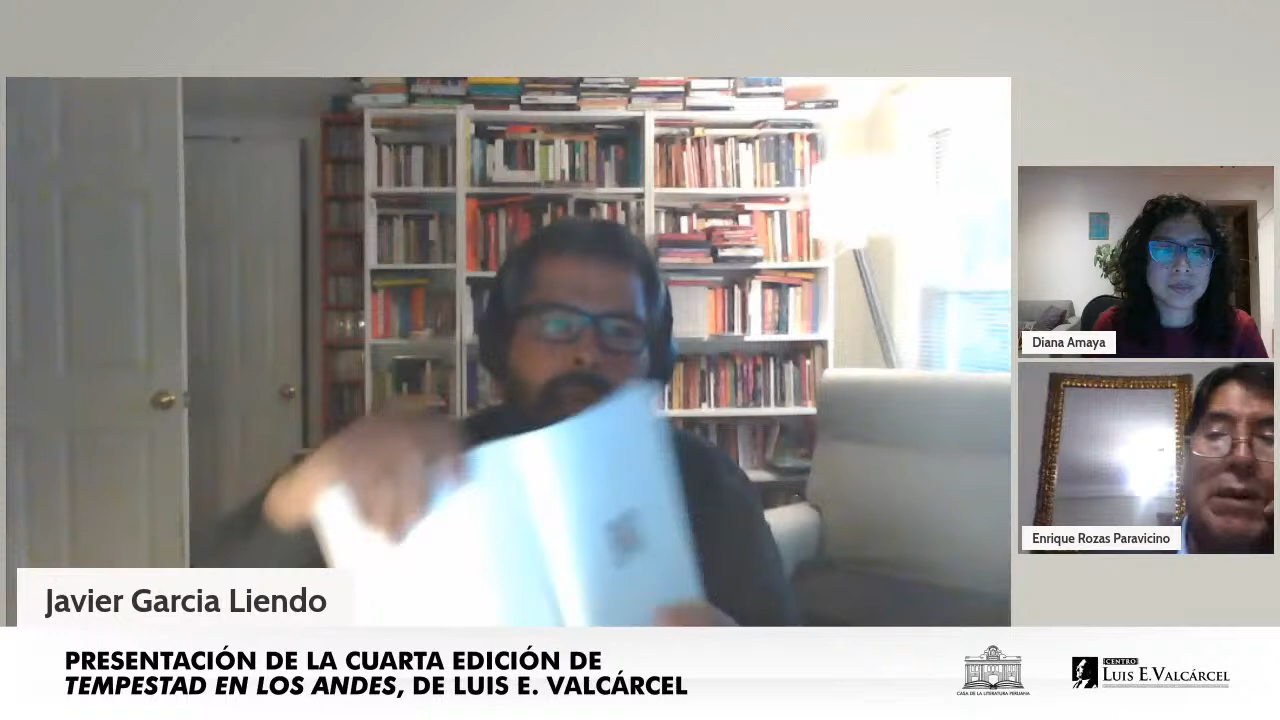 Diana Amaya
Enrique Rozas Paravicino
Javier Garcia Liendo
PRESENTACIÓN DE LA CUARTA EDICIÓN DE
TEMPESTAD EN LOS ANDES, DE LUIS E. VALCÁRCEL
CASA DE LA LITERATURA PERUANA
CENTRO
LUIS E. VALCÁRCEL